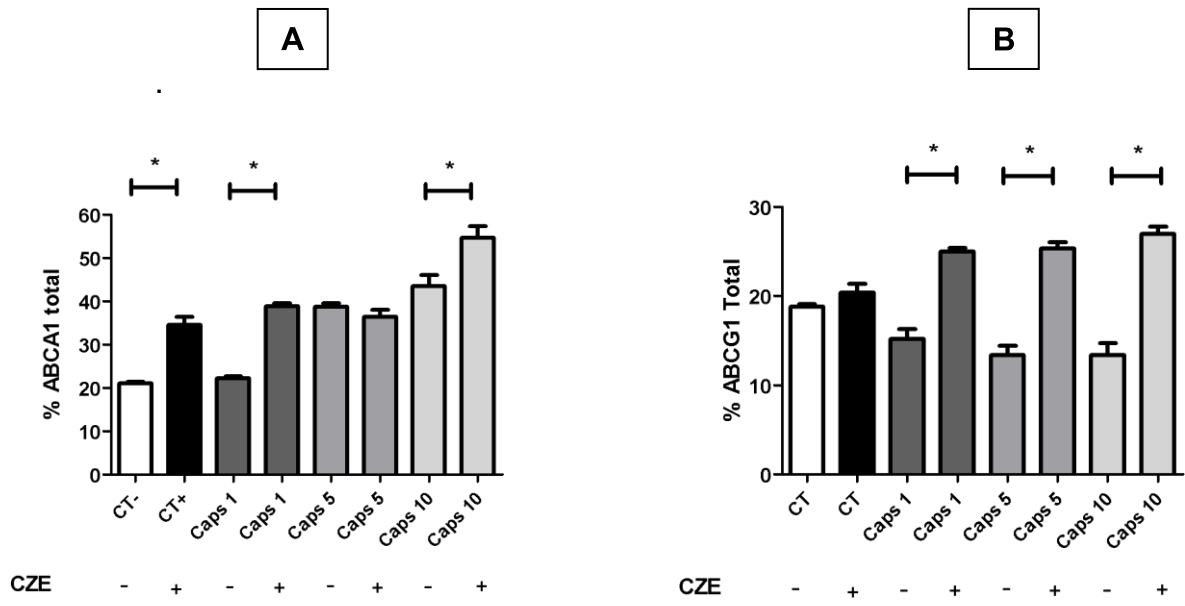 A
B
.
* * *
* * *
60
50
40
30
20
10
0
% ABCA1 total
CT- CT+ Caps 1 Caps 1 Caps 5 Caps 5 Caps 10 Caps 10
CZE - + - + - + - +
30
20
10
0
% ABCG1 Total
CT CT Caps 1 Caps 1 Caps 5 Caps 5 Caps 10 Caps 10
CZE - + - + - + - +